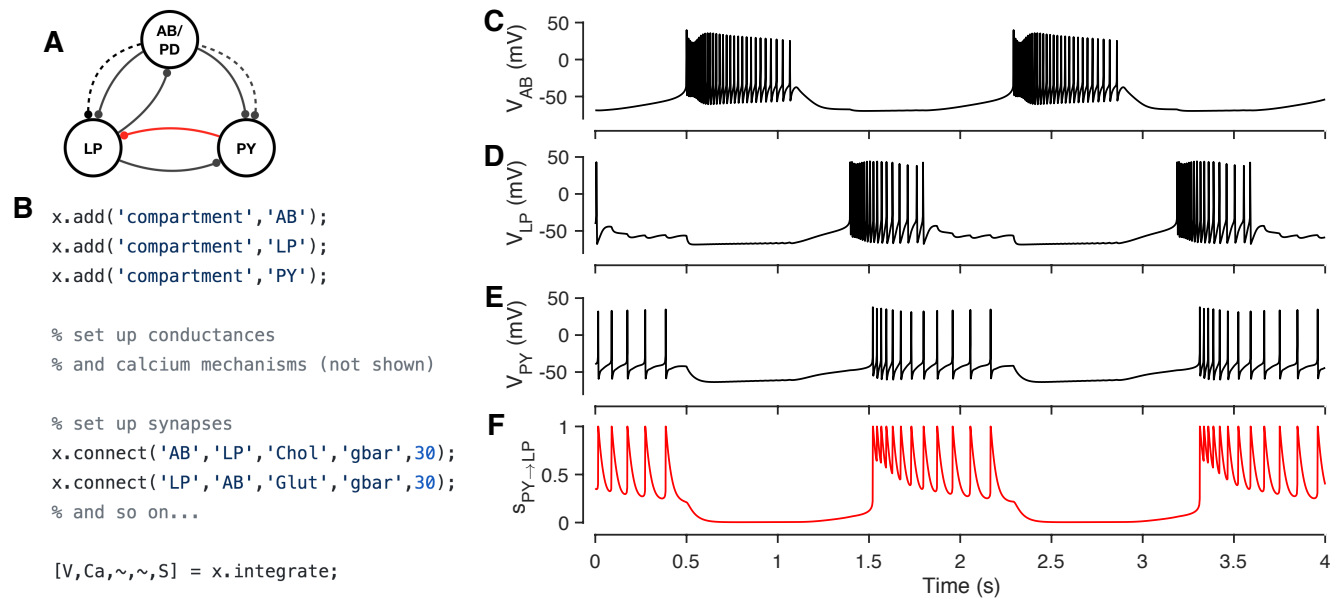 A
AB/
PD
LP
PY
B
x.add('compartment','AB');
x.add('compartment','LP');
x.add('compartment','PY');
% set up conductances
% and calcium mechanisms (not shown)
% set up synapses
x.connect('AB','LP','Chol','gbar',30);
x.connect('LP','AB','Glut','gbar',30);
% and so on...
[V,Ca,~,~,S] = x.integrate;
C
V_AB (mV)
50
0
-50
D
V_LP (mV)
50
0
-50
E
V_PY (mV)
50
0
-50
F
s_PY→LP
1
0.5
0
0 0.5 1 1.5 2 2.5 3 3.5 4
Time (s)